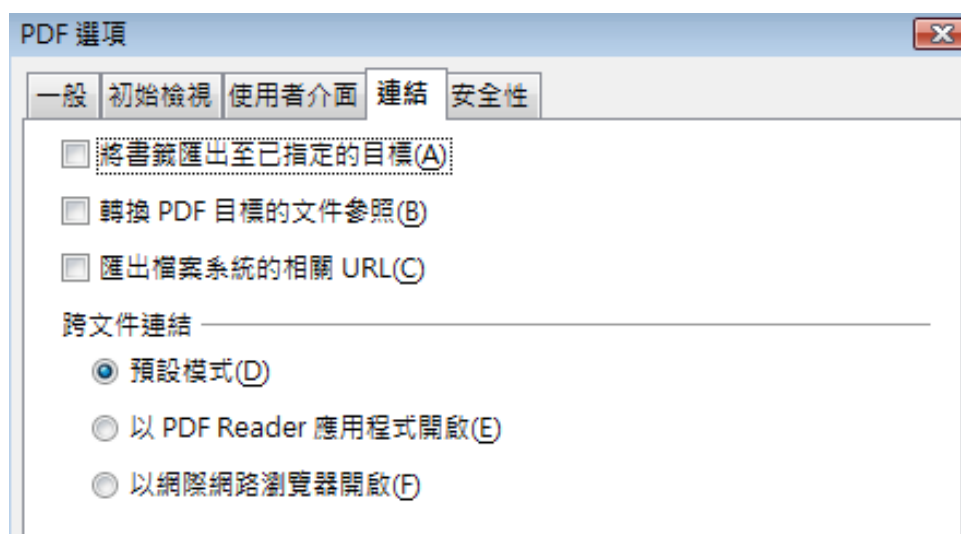 PDF 選項
一般 初始檢視 使用者介面 連結 安全性
將書籤匯出至已指定的目標(A)
轉換 PDF 目標的文件參照(B)
匯出檔案系統的相關 URL(C)
跨文件連結
預設模式(D)
以 PDF Reader 應用程式開啟(E)
以網際網路瀏覽器開啟(F)